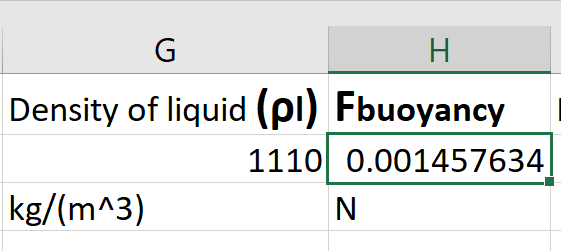 G H
Density of liquid (ρl) Fbuoyancy
1110 0.001457634
kg/(m^3) N